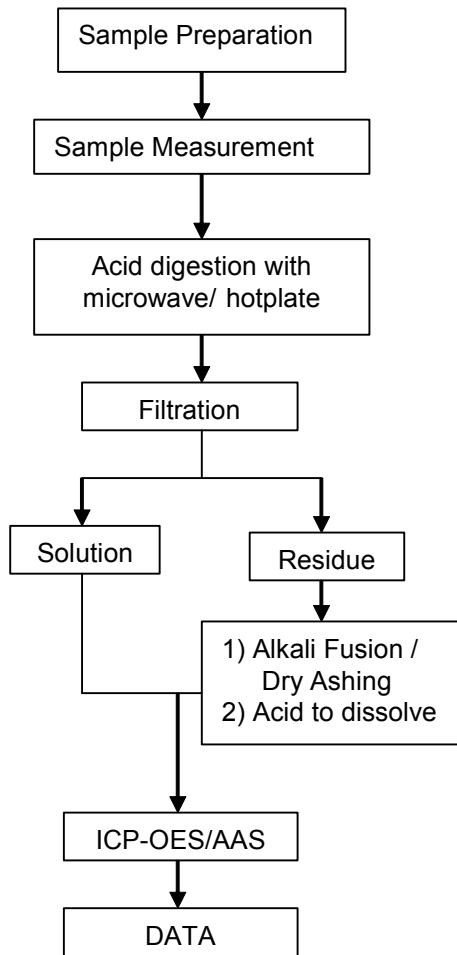 Sample Preparation
Sample Measurement
Acid digestion with
microwave/ hotplate
Filtration
Solution
Residue
1) Alkali Fusion /
Dry Ashing
2) Acid to dissolve
ICP-OES/AAS
DATA